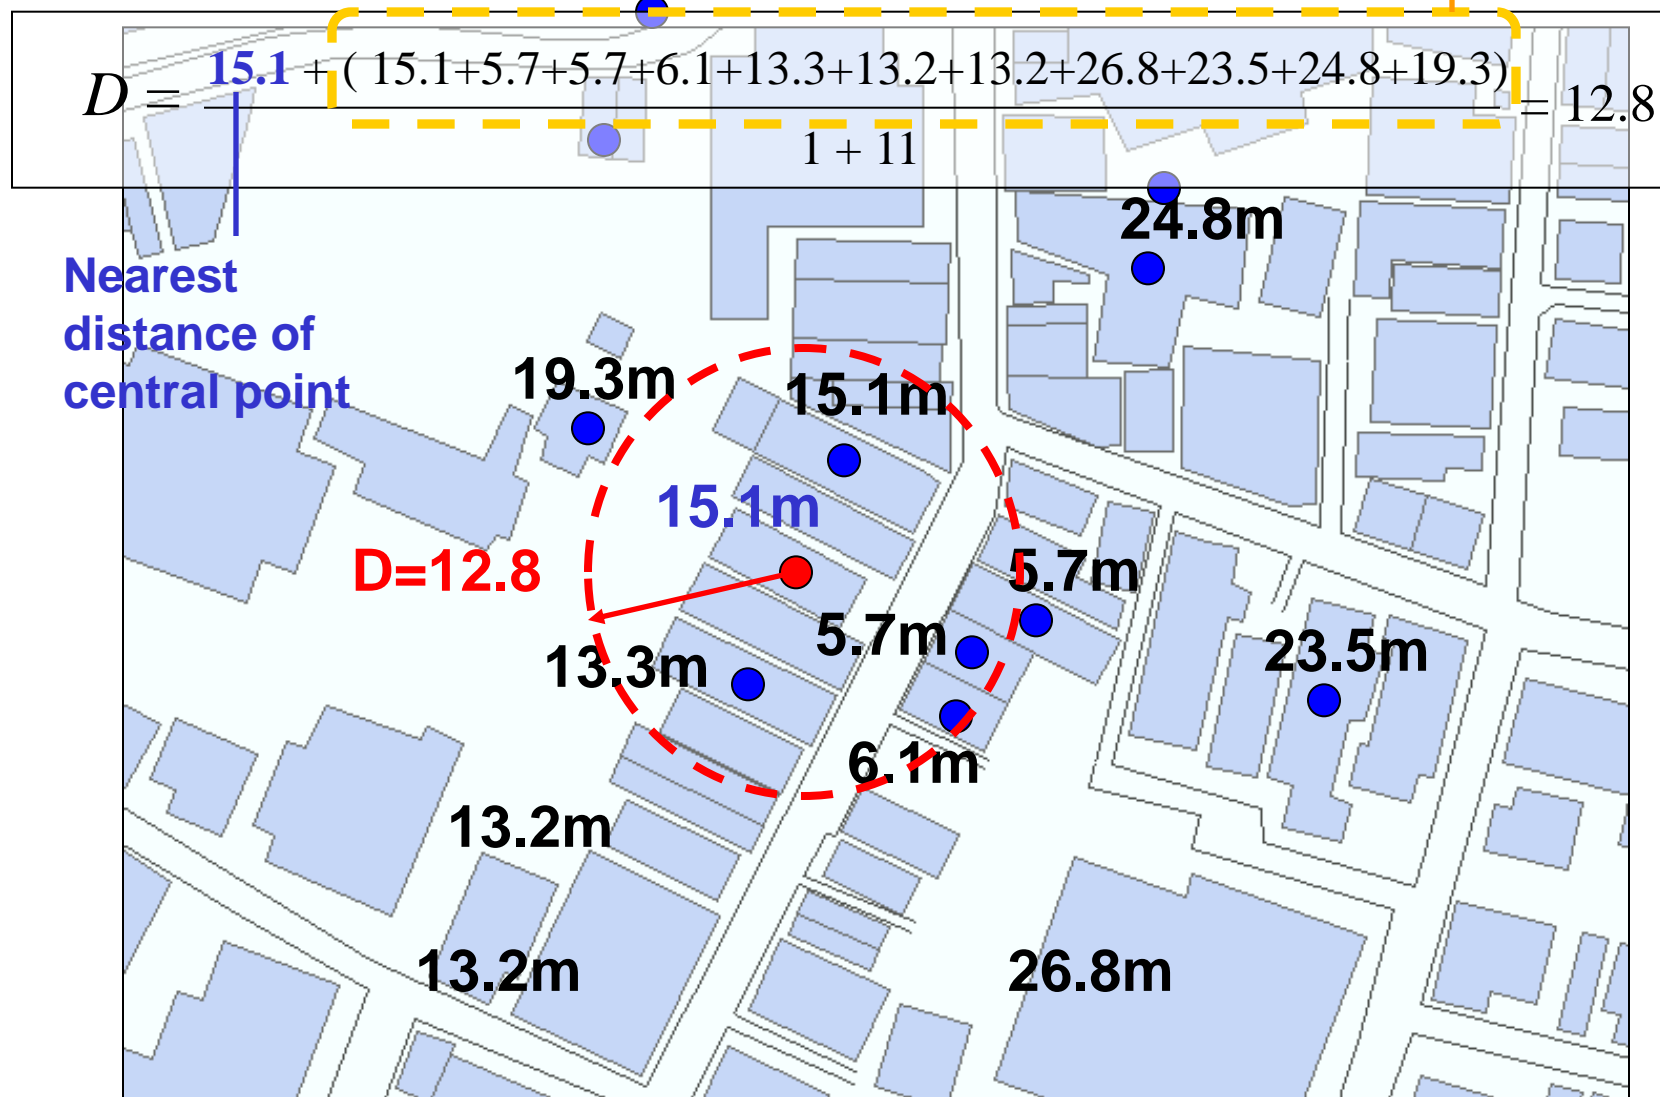 D = 15.1 + ( 15.1+5.7+5.7+6.1+13.3+13.2+13.2+26.8+23.5+24.8+19.3) = 12.8
1 + 11
24.8m
Nearest
distance of
central point
19.3m
15.1m
15.1m
D=12.8
5.7m
5.7m
13.3m
23.5m
6.1m
13.2m
13.2m
26.8m